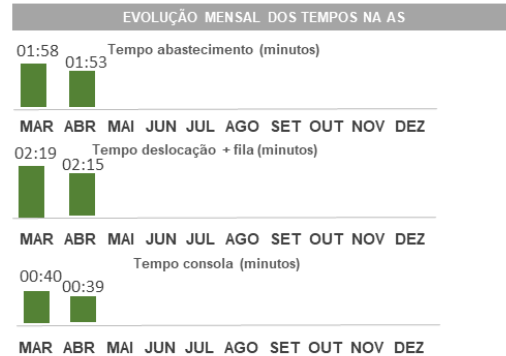 EVOLUÇÃO MENSAL DOS TEMPOS NA AS
Tempo abastecimento (minutos)
01:58
01:53
MAR ABR MAI JUN JUL AGO SET OUT NOV DEZ
Tempo deslocação + fila (minutos)
02:19
02:15
MAR ABR MAI JUN JUL AGO SET OUT NOV DEZ
Tempo consola (minutos)
00:40
00:39
MAR ABR MAI JUN JUL AGO SET OUT NOV DEZ